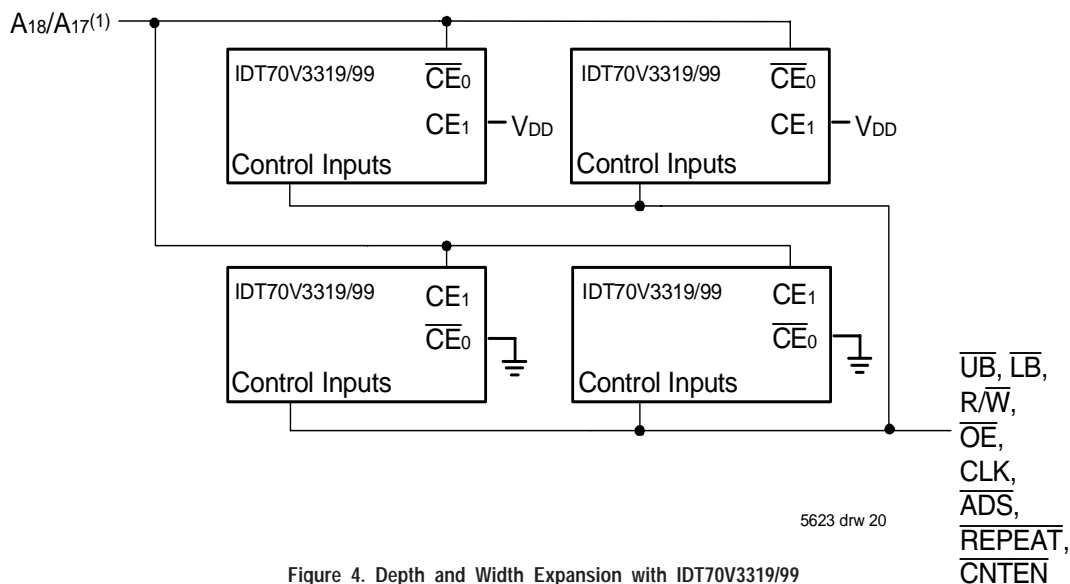 A18/A17(1)
IDT70V3319/99 CE0
CE1 VDD
Control Inputs
IDT70V3319/99 CE0
CE1 VDD
Control Inputs
IDT70V3319/99 CE1
CE0
Control Inputs
IDT70V3319/99 CE1
CE0
Control Inputs
UB, LB,
R/W,
OE,
CLK,
ADS,
REPEAT,
CNTEN
5623 drw 20
Figure 4. Depth and Width Expansion with IDT70V3319/99